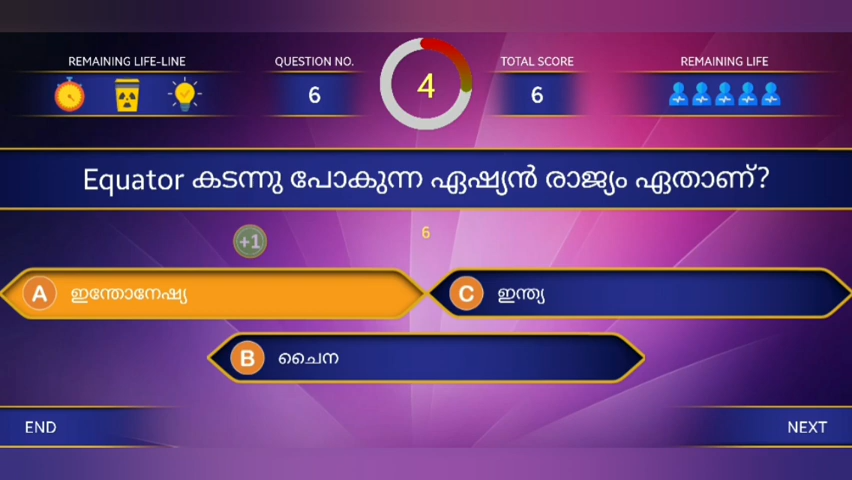 REMAINING LIFE-LINE
QUESTION NO.
TOTAL SCORE
REMAINING LIFE
6
4
6
Equator കടന്നു പോകുന്ന ഏഷ്യൻ രാജ്യം ഏതാണ്?
+1
6
A ഇന്തോനേഷ്യ
C ഇന്ത്യ
B ചൈന
END
NEXT